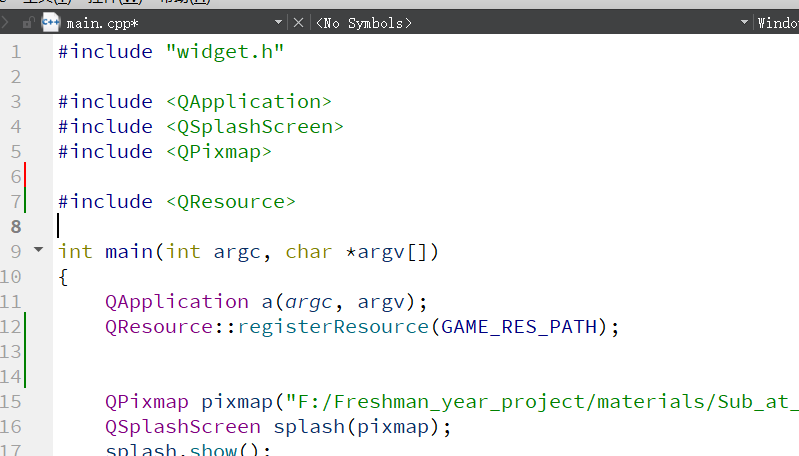 main.cpp*
<No Symbols>
Windo
1 #include "widget.h"
2
3 #include <QApplication>
4 #include <QSplashScreen>
5 #include <QPixmap>
6
7 #include <QResource>
8
9 int main(int argc, char *argv[])
10 {
11 QApplication a(argc, argv);
12 QResource::registerResource(GAME_RES_PATH);
13
14
15 QPixmap pixmap("F:/Freshman_year_project/materials/Sub_at_
16 QSplashScreen splash(pixmap);
17 splash.show();